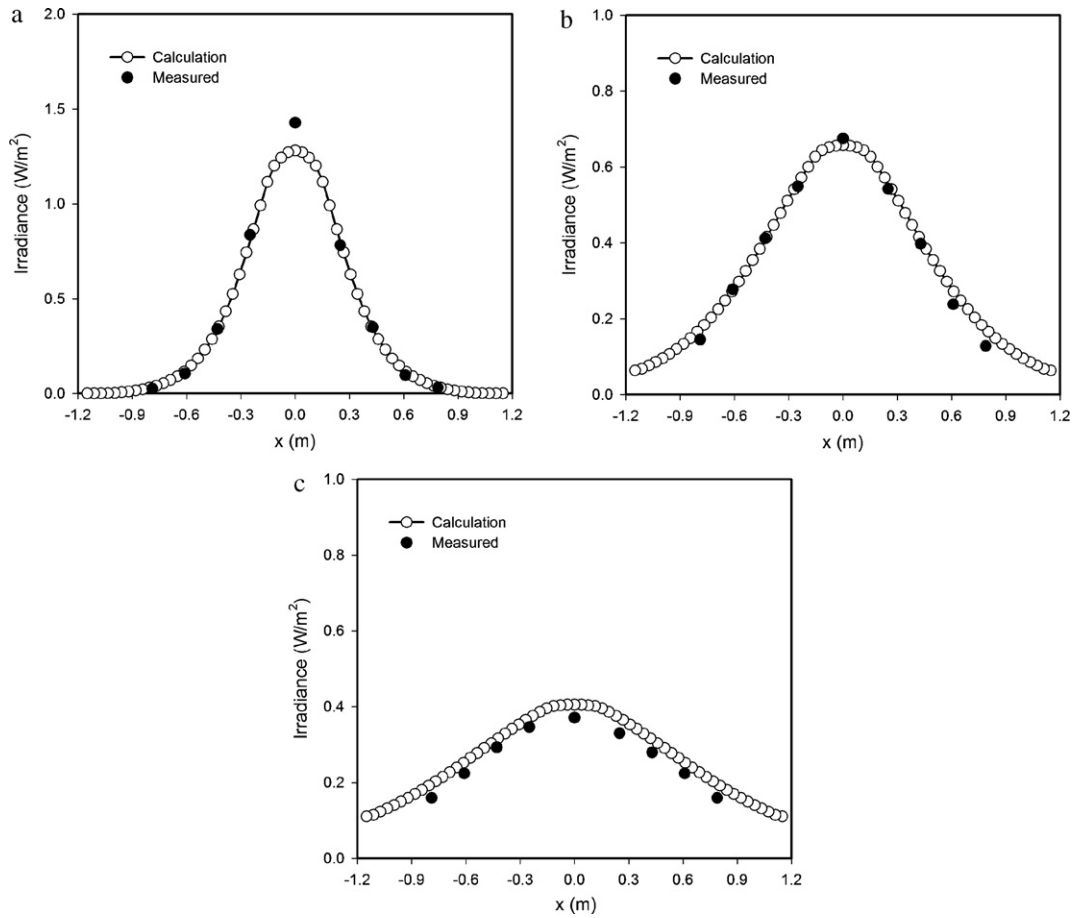 a
2.0
1.5
1.0
0.5
0.0
Irradiance (W/m²)
Calculation
Measured
-1.2 -0.9 -0.6 -0.3 0.0 0.3 0.6 0.9 1.2
x (m)
b
1.0
0.8
0.6
0.4
0.2
0.0
Irradiance (W/m²)
Calculation
Measured
-1.2 -0.9 -0.6 -0.3 0.0 0.3 0.6 0.9 1.2
x (m)
c
1.0
0.8
0.6
0.4
0.2
0.0
Irradiance (W/m²)
Calculation
Measured
-1.2 -0.9 -0.6 -0.3 0.0 0.3 0.6 0.9 1.2
x (m)